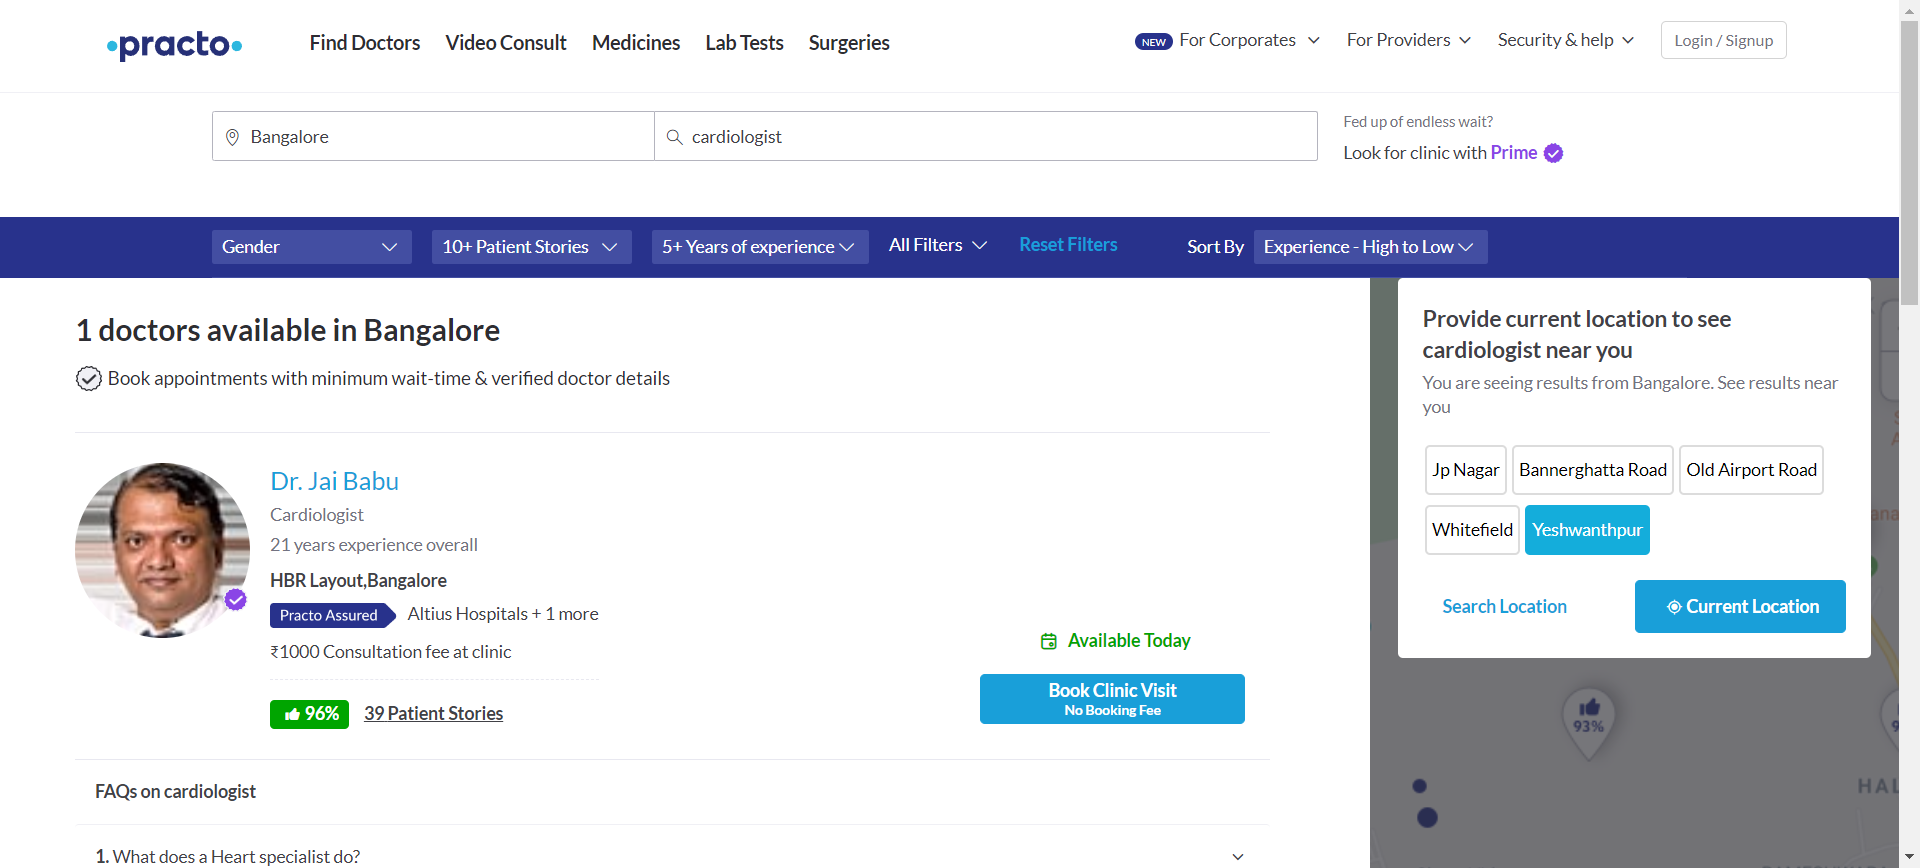 practo
Find Doctors
Video Consult
Medicines
Lab Tests
Surgeries
NEW For Corporates
For Providers
Security & help
Login / Signup
Bangalore
cardiologist
Fed up of endless wait?
Look for clinic with Prime
Gender
10+ Patient Stories
5+ Years of experience
All Filters
Reset Filters
Sort By
Experience - High to Low
1 doctors available in Bangalore
Book appointments with minimum wait-time & verified doctor details
Dr. Jai Babu
Cardiologist
21 years experience overall
HBR Layout,Bangalore
Practo Assured Altius Hospitals + 1 more
₹1000 Consultation fee at clinic
96% 39 Patient Stories
Available Today
Book Clinic Visit
No Booking Fee
FAQs on cardiologist
1. What does a Heart specialist do?
Provide current location to see
cardiologist near you
You are seeing results from Bangalore. See results near
you
Jp Nagar
Bannerghatta Road
Old Airport Road
Whitefield
Yeshwanthpur
Search Location
Current Location
93%
HAL